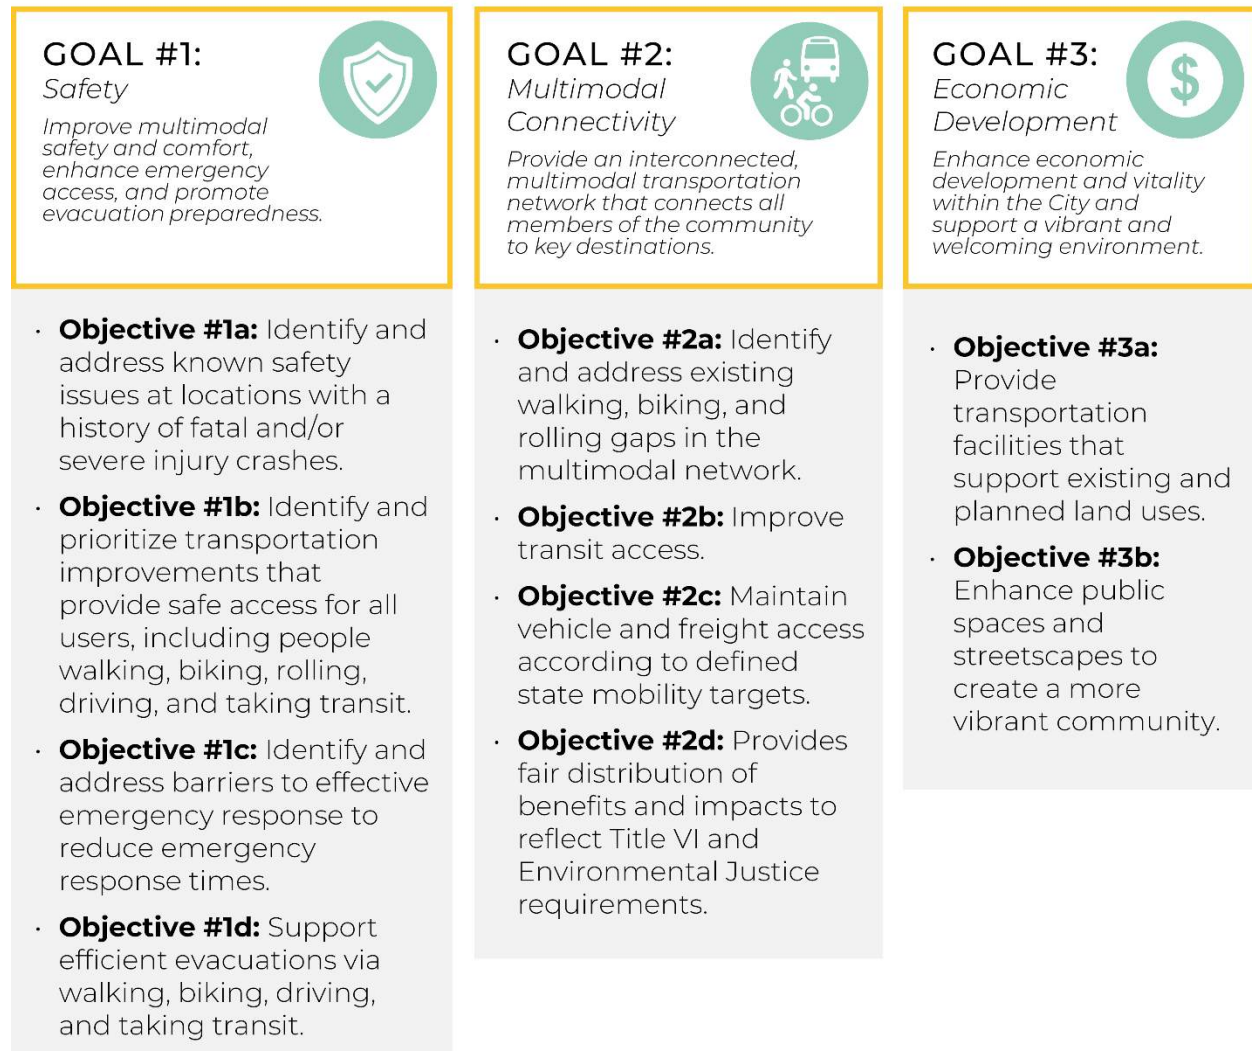 GOAL #1:
Safety
Improve multimodal
safety and comfort,
enhance emergency
access, and promote
evacuation preparedness.
· Objective #1a: Identify and
address known safety
issues at locations with a
history of fatal and/or
severe injury crashes.
· Objective #1b: Identify and
prioritize transportation
improvements that
provide safe access for all
users, including people
walking, biking, rolling,
driving, and taking transit.
· Objective #1c: Identify and
address barriers to effective
emergency response to
reduce emergency
response times.
· Objective #1d: Support
efficient evacuations via
walking, biking, driving,
and taking transit.
GOAL #2:
Multimodal
Connectivity
Provide an interconnected,
multimodal transportation
network that connects all
members of the community
to key destinations.
· Objective #2a: Identify
and address existing
walking, biking, and
rolling gaps in the
multimodal network.
· Objective #2b: Improve
transit access.
· Objective #2c: Maintain
vehicle and freight access
according to defined
state mobility targets.
· Objective #2d: Provides
fair distribution of
benefits and impacts to
reflect Title VI and
Environmental Justice
requirements.
GOAL #3:
Economic
Development
$
Enhance economic
development and vitality
within the City and
support a vibrant and
welcoming environment.
· Objective #3a:
Provide
transportation
facilities that
support existing and
planned land uses.
· Objective #3b:
Enhance public
spaces and
streetscapes to
create a more
vibrant community.